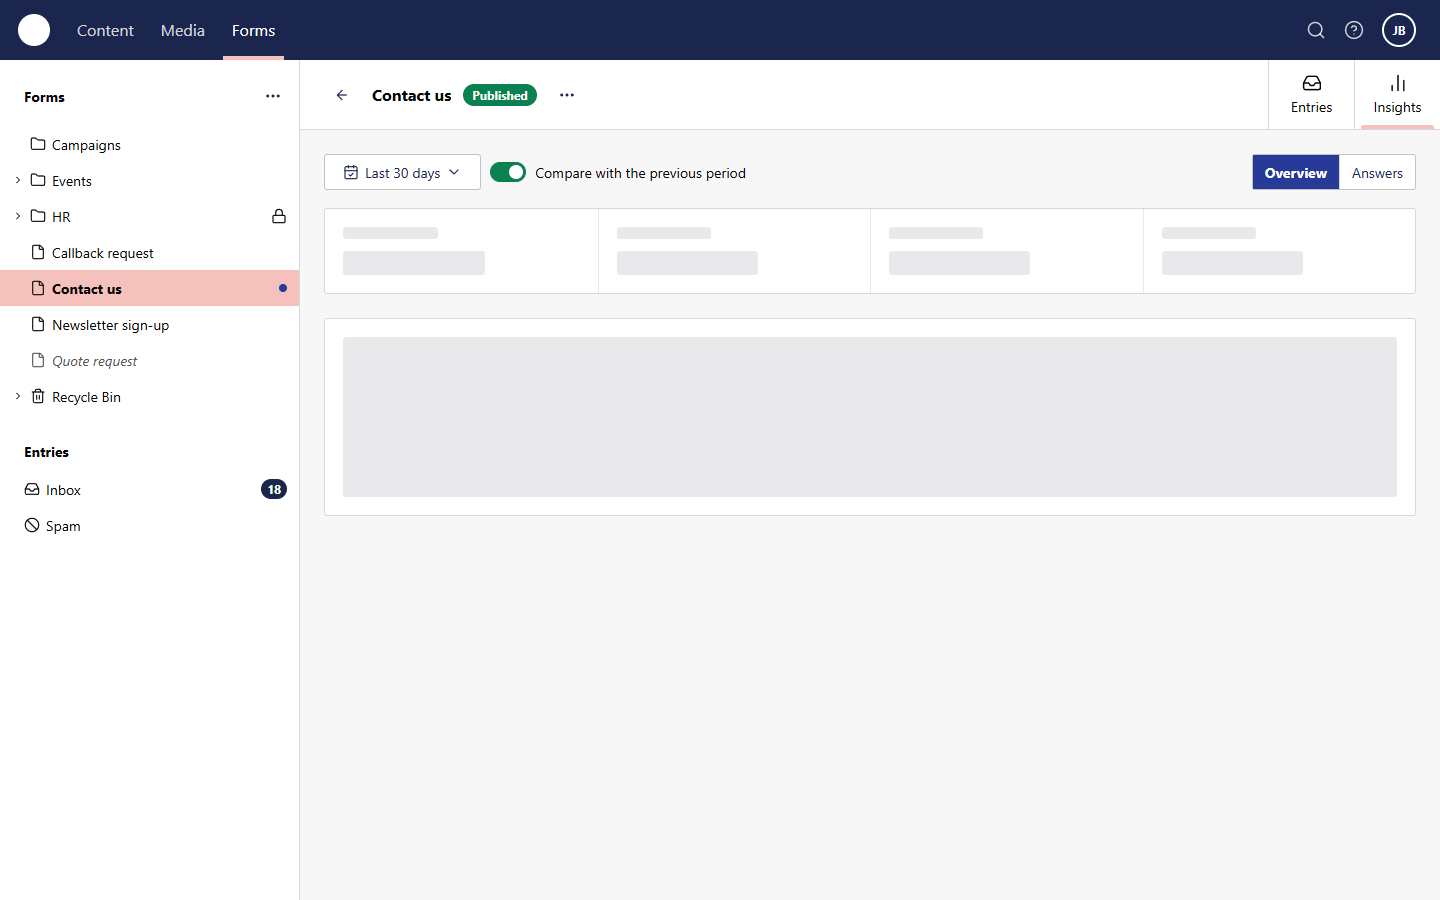 Content Media Forms JB
Forms
Campaigns
Events
HR
Callback request
Contact us
Newsletter sign-up
Quote request
Recycle Bin
Entries
Inbox 18
Spam
Contact us Published
Entries
Insights
Last 30 days
Compare with the previous period
Overview
Answers